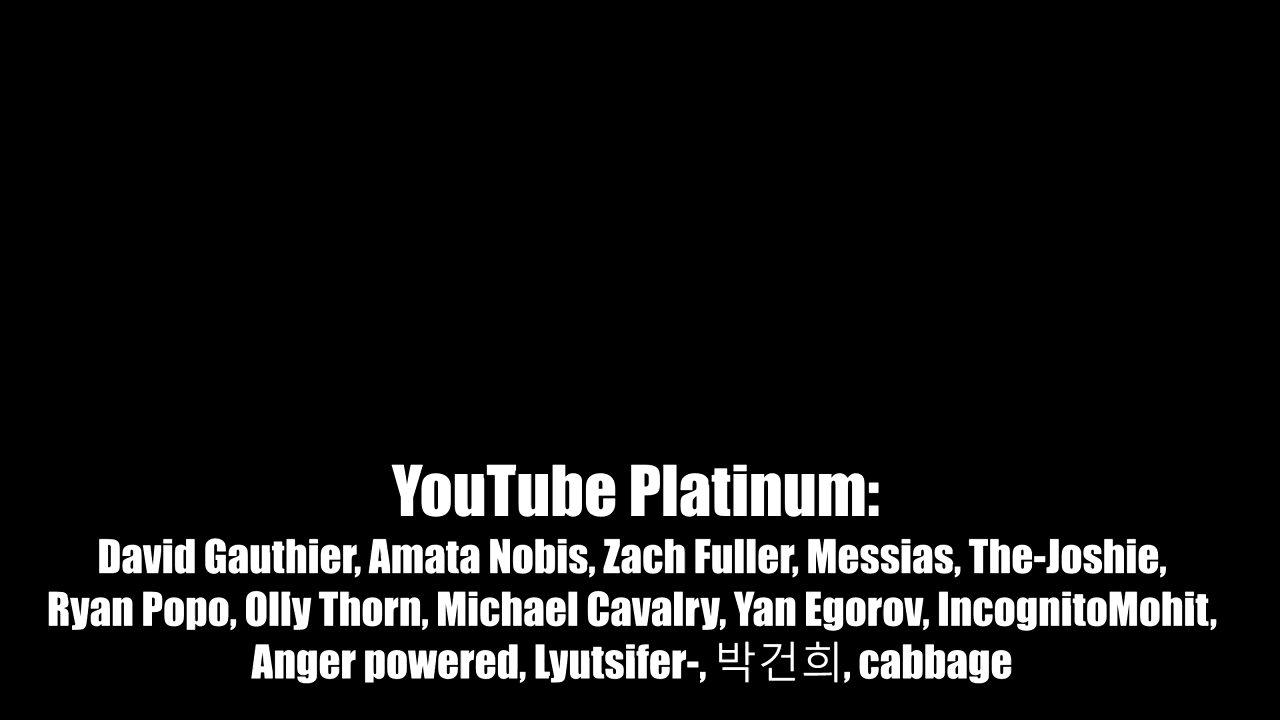 YouTube Platinum:
David Gauthier, Amata Nobis, Zach Fuller, Messias, The-Joshie,
Ryan Popo, Olly Thorn, Michael Cavalry, Yan Egorov, IncognitoMohit,
Anger powered, Lyutsifer-, 박건희, cabbage